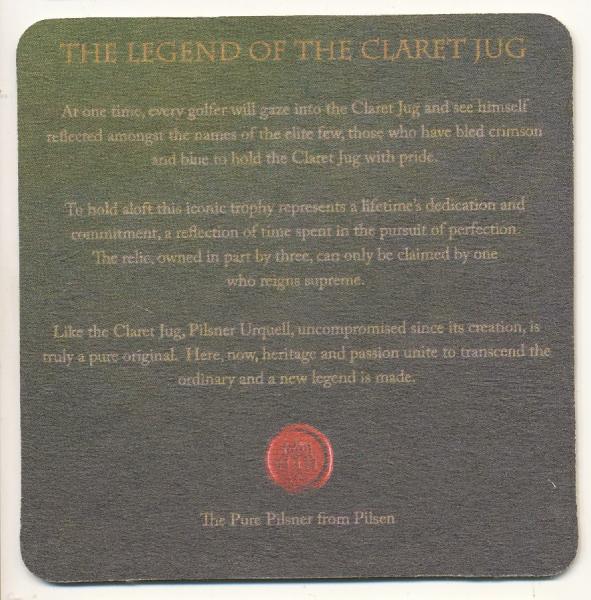 THE LEGEND OF THE CLARET JUG
At one time, every golfer will gaze into the Claret Jug and see himself
reflected amongst the names of the elite few, those who have bled crimson
and blue to hold the Claret Jug with pride.
To hold aloft this iconic trophy represents a lifetime's dedication and
commitment, a reflection of time spent in the pursuit of perfection.
The relic, owned in part by three, can only be claimed by one
who reigns supreme.
Like the Claret Jug, Pilsner Urquell, uncompromised since its creation, is
truly a pure original. Here, now, heritage and passion unite to transcend the
ordinary and a new legend is made.
The Pure Pilsner from Pilsen